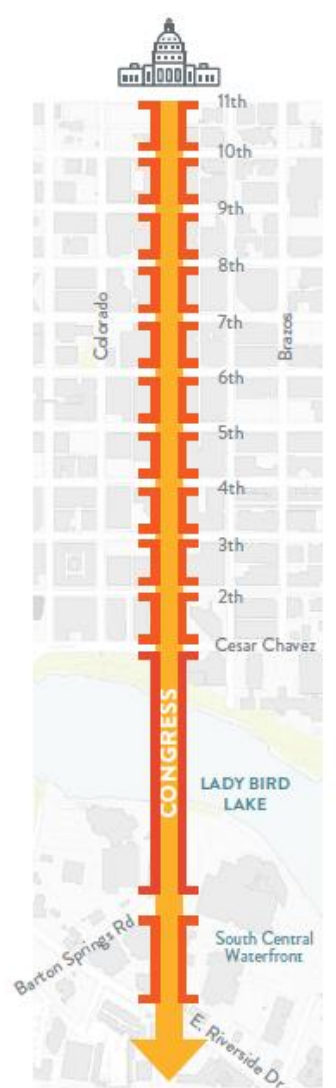 11th
10th
9th
8th
Colorado
7th
Brazos
6th
5th
4th
3th
2th
Cesar Chavez
CONGRESS
LADY BIRD
LAKE
Barton Springs Rd
South Central
Waterfront
E. Riverside Dr